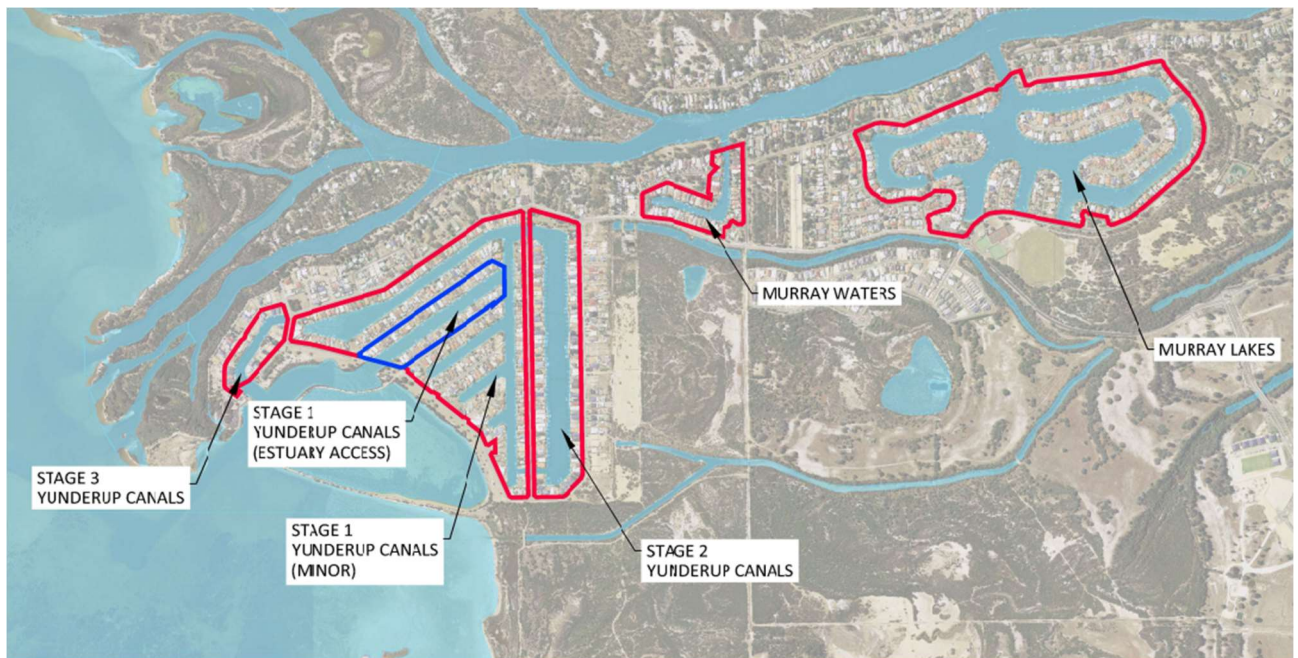 MURRAY WATERS
MURRAY LAKES
STAGE 1
YUNDERUP CANALS
(ESTUARY ACCESS)
STAGE 3
YUNDERUP CANALS
STAGE 1
YUNDERUP CANALS
(MINOR)
STAGE 2
YUNDERUP CANALS